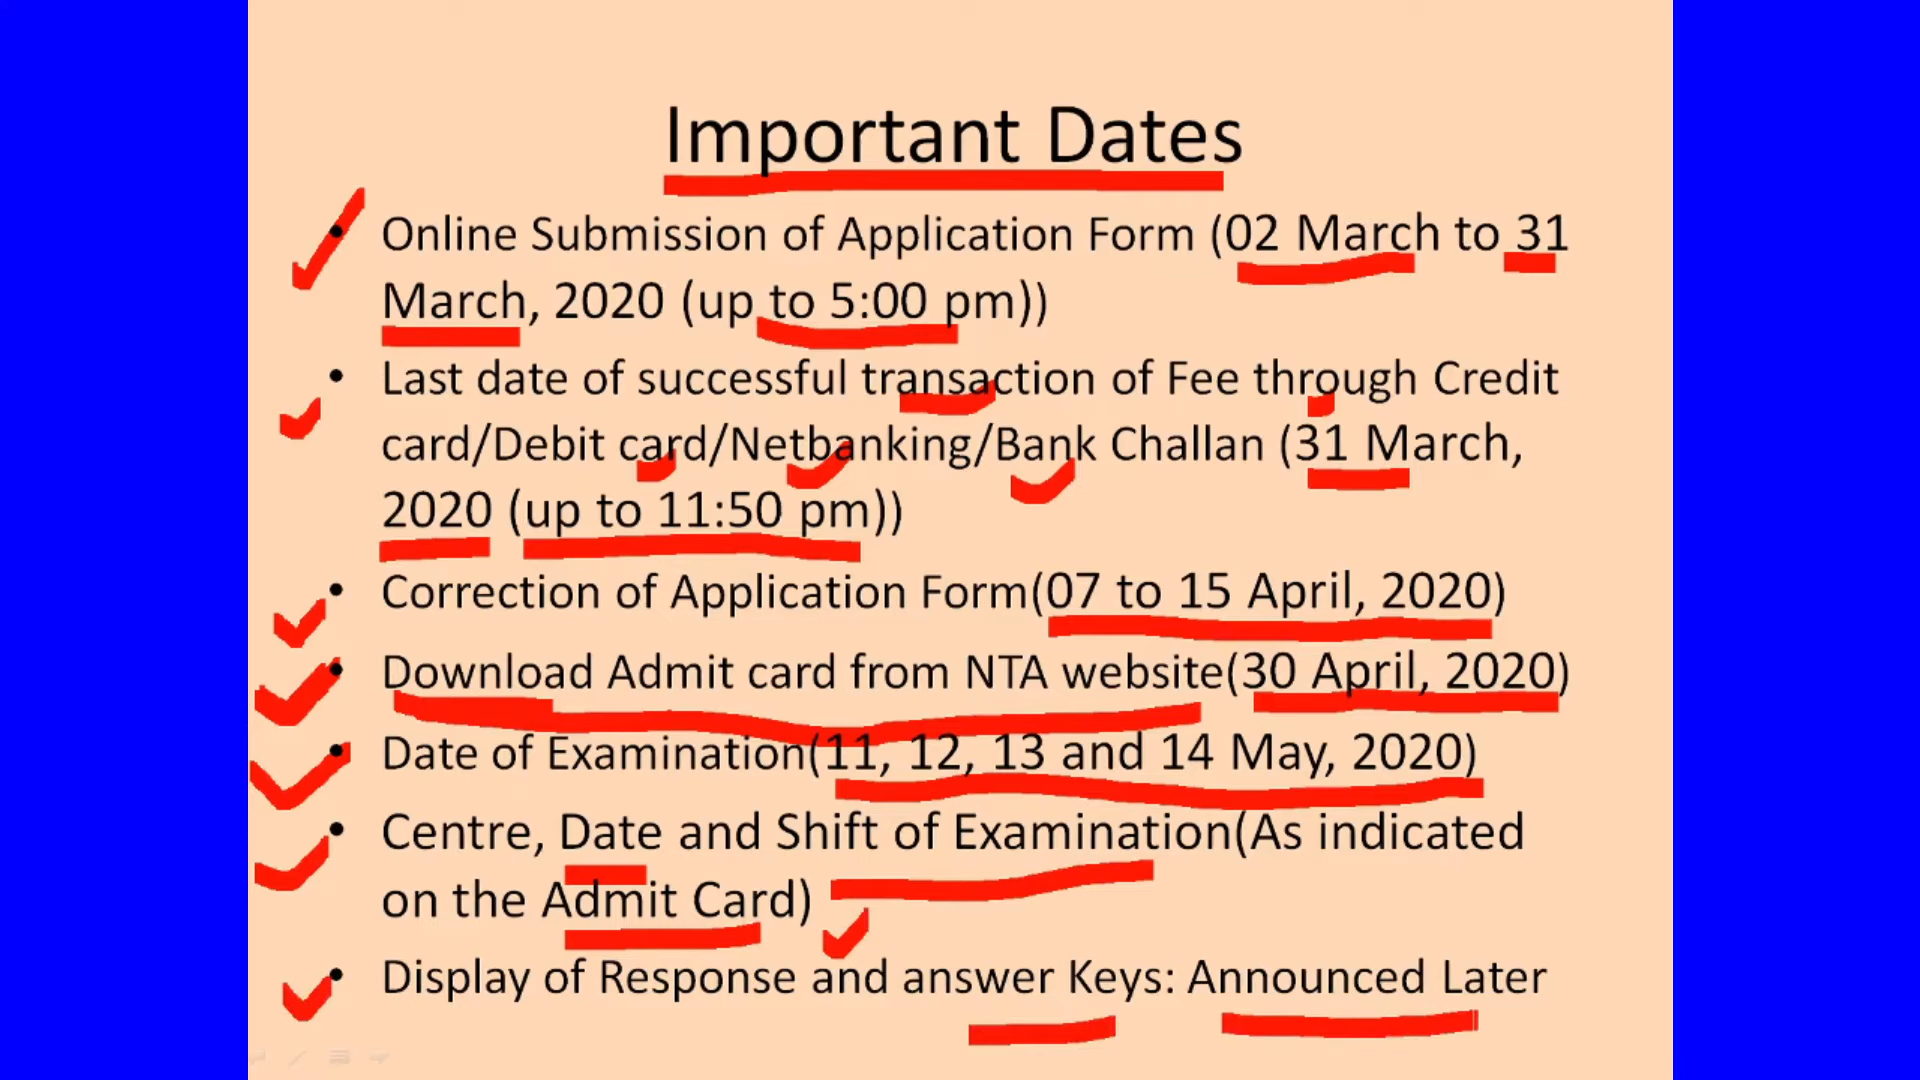 Important Dates
• Online Submission of Application Form (02 March to 31
March, 2020 (up to 5:00 pm))
• Last date of successful transaction of Fee through Credit
card/Debit card/Netbanking/Bank Challan (31 March,
2020 (up to 11:50 pm))
• Correction of Application Form(07 to 15 April, 2020)
• Download Admit card from NTA website(30 April, 2020)
• Date of Examination(11, 12, 13 and 14 May, 2020)
• Centre, Date and Shift of Examination(As indicated
on the Admit Card)
• Display of Response and answer Keys: Announced Later